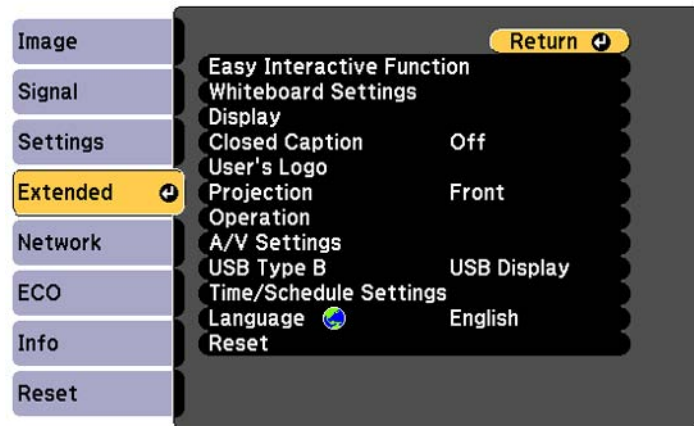 Image
Signal
Settings
Extended
Network
ECO
Info
Reset
Return
Easy Interactive Function
Whiteboard Settings
Display
Closed Caption Off
User's Logo
Projection Front
Operation
A/V Settings
USB Type B USB Display
Time/Schedule Settings
Language English
Reset